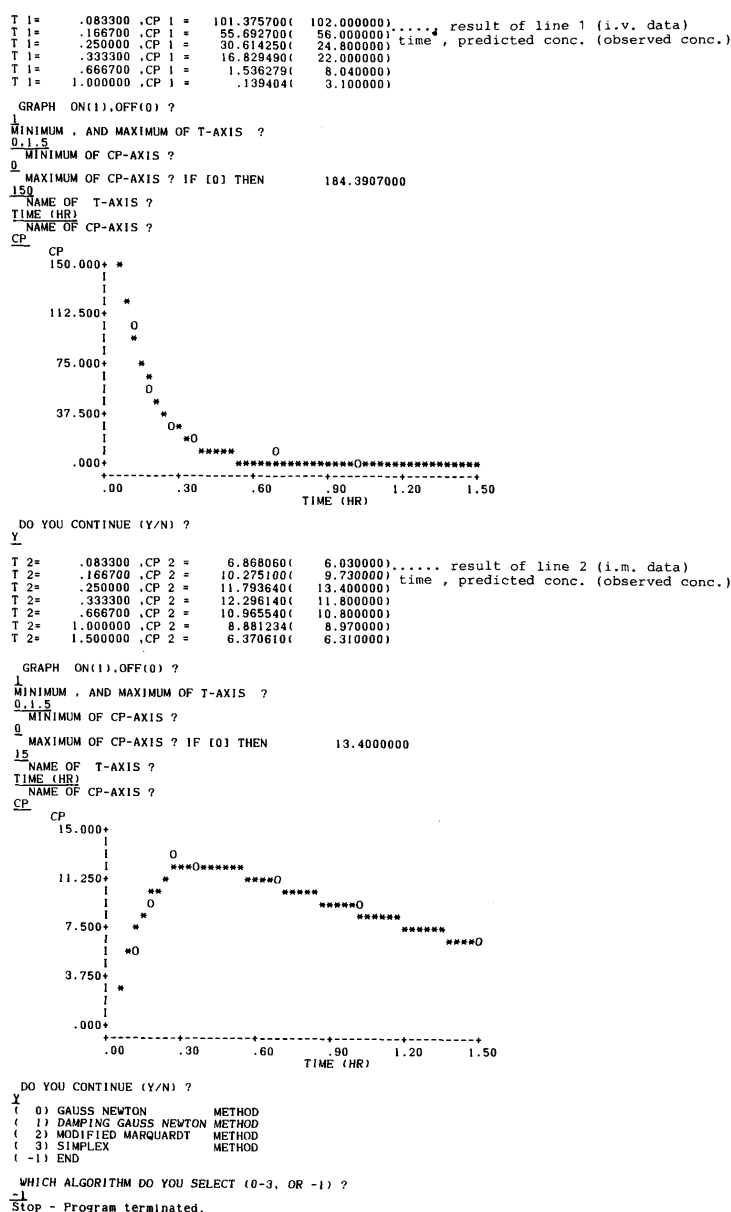 T 1=      .083300 ,CP 1 =    101.375700(   102.000000)..... result of line 1 (i.v. data)
T 1=      .166700 ,CP 1 =     55.692700(    56.000000) time , predicted conc. (observed conc.)
T 1=      .250000 ,CP 1 =     30.614250(    24.800000)
T 1=      .333300 ,CP 1 =     16.829490(    22.000000)
T 1=      .666700 ,CP 1 =      1.536279(     8.040000)
T 1=     1.000000 ,CP 1 =       .139404(     3.100000)
GRAPH  ON(1),OFF(0) ?
1
MINIMUM , AND MAXIMUM OF T-AXIS  ?
0,1.5
MINIMUM OF CP-AXIS ?
0
MAXIMUM OF CP-AXIS ? IF [0] THEN      184.3907000
150
NAME OF  T-AXIS ?
TIME (HR)
NAME OF CP-AXIS ?
CP
CP
150.000+
112.500+
75.000+
37.500+
.000+
.00  .30  .60  .90  1.20  1.50
TIME (HR)
DO YOU CONTINUE (Y/N) ?
Y
T 2=      .083300 ,CP 2 =      6.868060(     6.030000)...... result of line 2 (i.m. data)
T 2=      .166700 ,CP 2 =     10.275100(     9.730000) time , predicted conc. (observed conc.)
T 2=      .250000 ,CP 2 =     11.793640(    13.400000)
T 2=      .333300 ,CP 2 =     12.296140(    11.800000)
T 2=      .666700 ,CP 2 =     10.965540(    10.800000)
T 2=     1.000000 ,CP 2 =      8.881234(     8.970000)
T 2=     1.500000 ,CP 2 =      6.370610(     6.310000)
GRAPH  ON(1),OFF(0) ?
1
MINIMUM , AND MAXIMUM OF T-AXIS  ?
0,1.5
MINIMUM OF CP-AXIS ?
0
MAXIMUM OF CP-AXIS ? IF [0] THEN      13.4000000
15
NAME OF  T-AXIS ?
TIME (HR)
NAME OF CP-AXIS ?
CP
CP
15.000+
11.250+
7.500+
3.750+
.000+
.00  .30  .60  .90  1.20  1.50
TIME (HR)
DO YOU CONTINUE (Y/N) ?
Y
(  0) GAUSS NEWTON         METHOD
(  1) DAMPING GAUSS NEWTON METHOD
(  2) MODIFIED MARQUARDT   METHOD
(  3) SIMPLEX              METHOD
( -1) END
WHICH ALGORITHM DO YOU SELECT (0-3, OR -1) ?
-1
Stop - Program terminated.